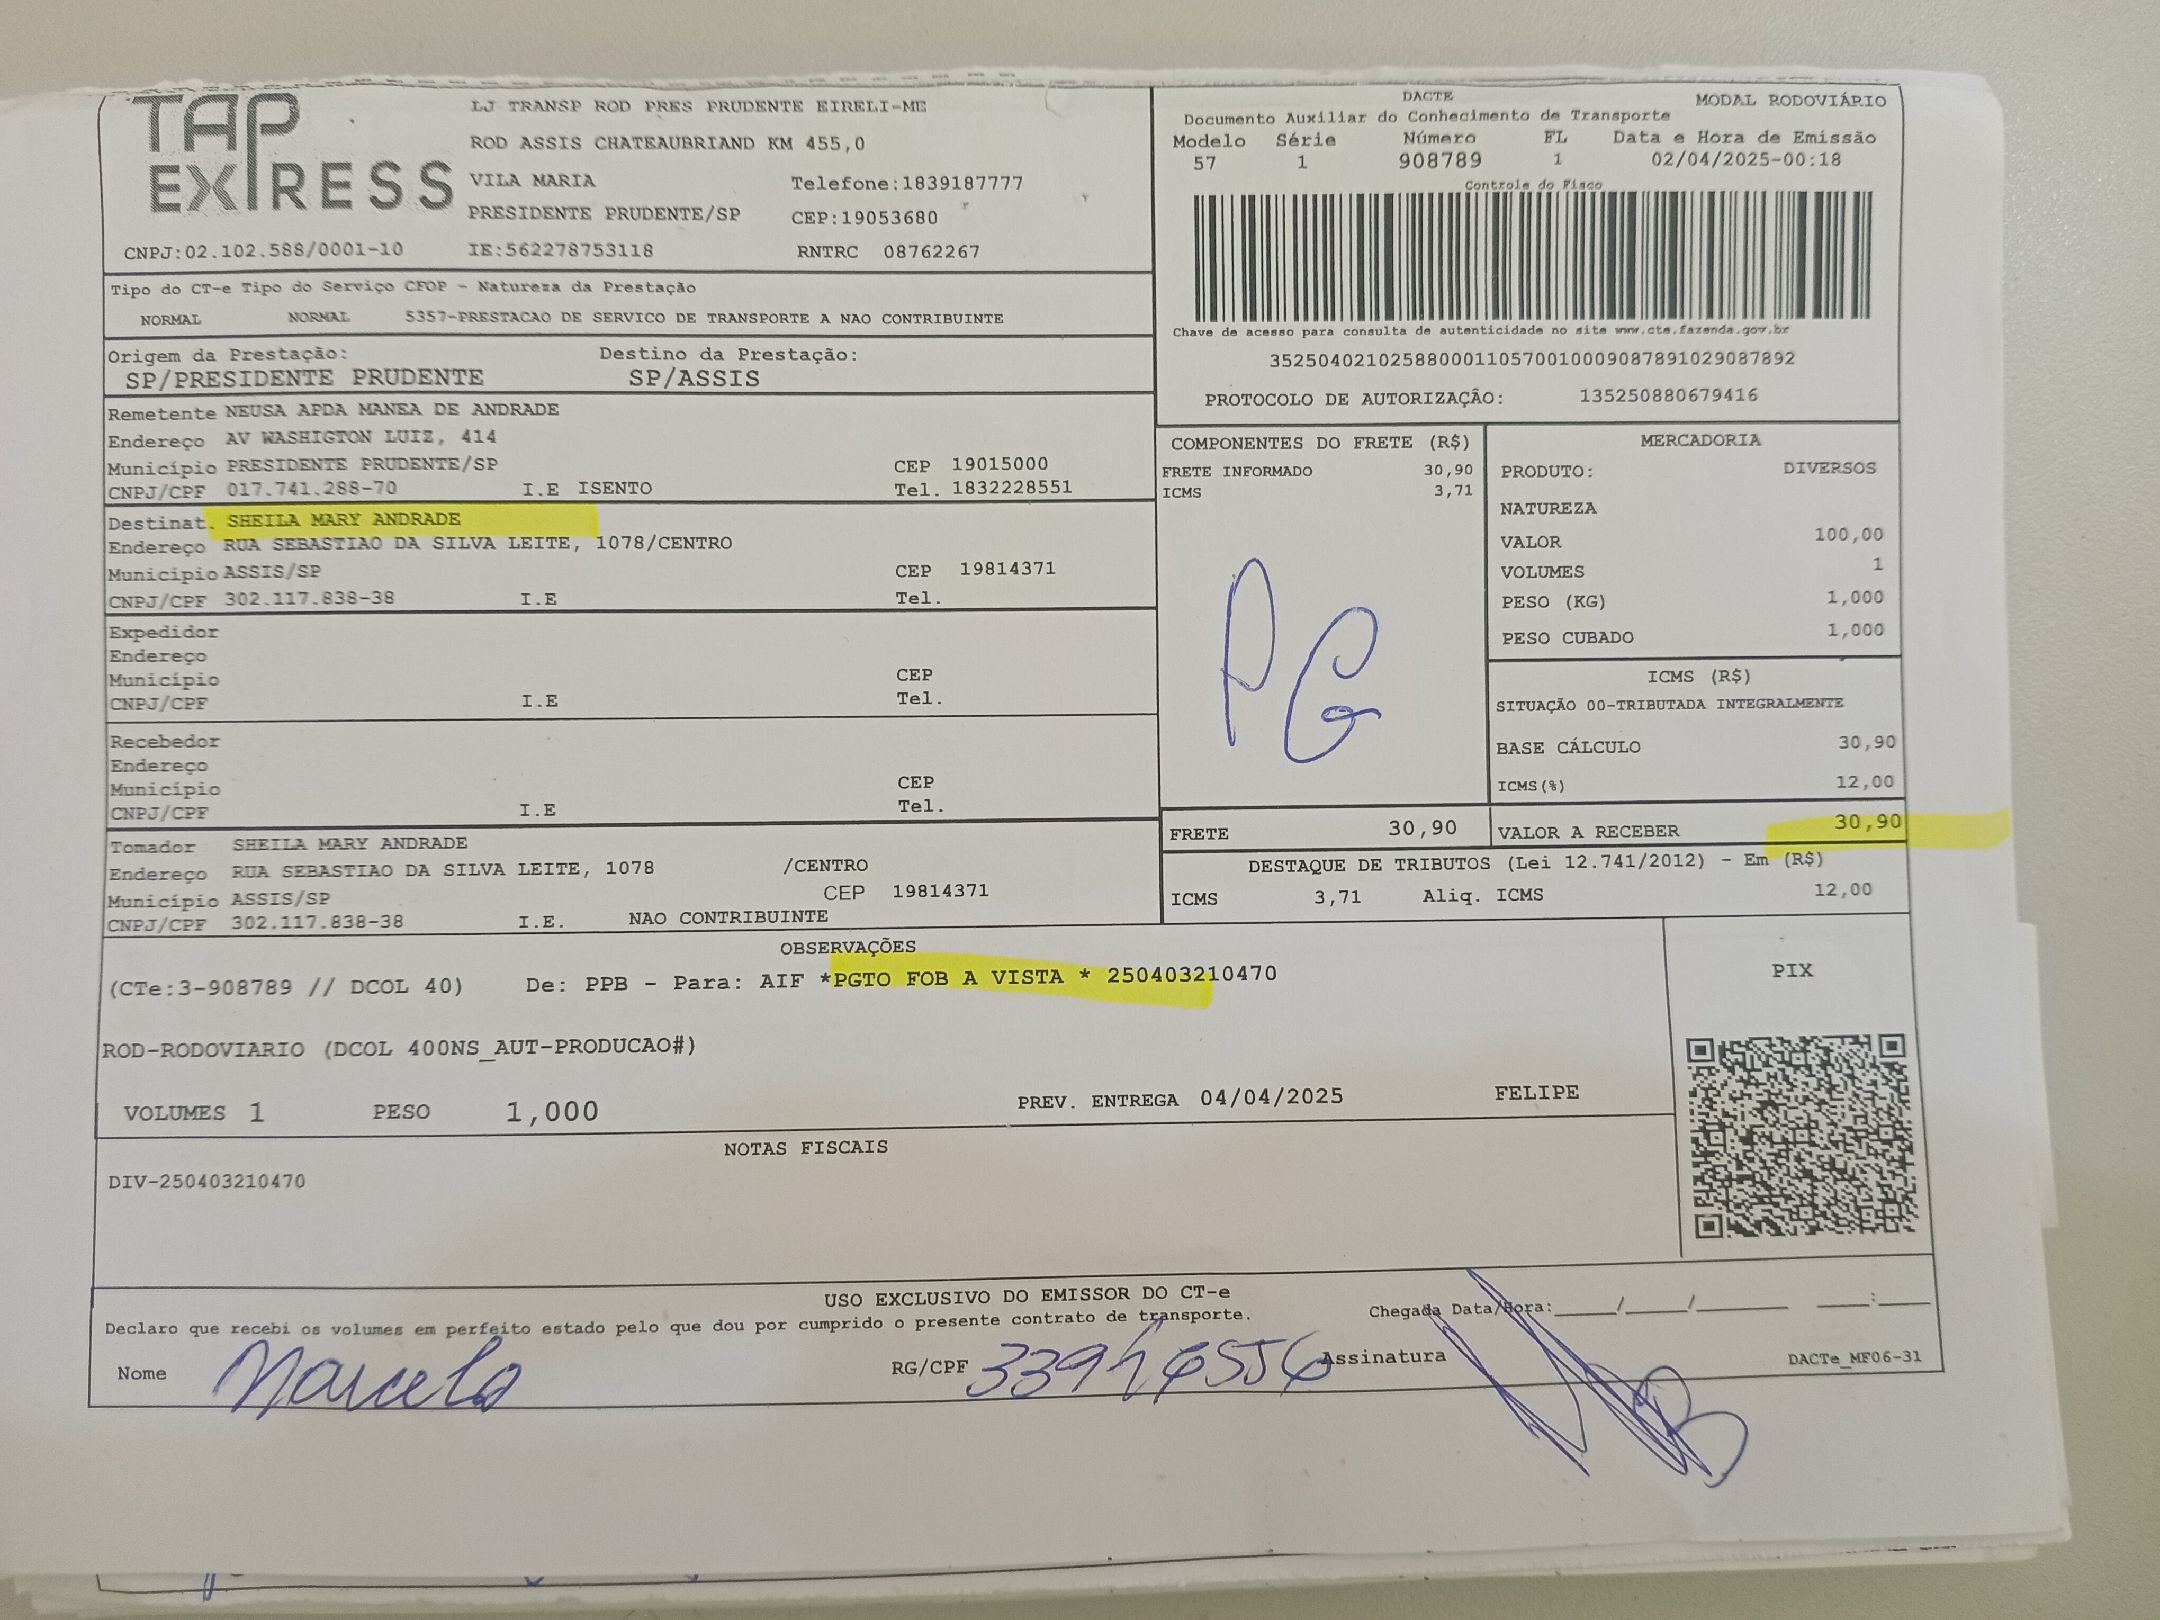 TAP EXPRESS
LJ TRANSP ROD PRES PRUDENTE EIRELI-ME
ROD ASSIS CHATEAUBRIAND KM 455,0
VILA MARIA Telefone:1839187777
PRESIDENTE PRUDENTE/SP CEP:19053680
CNPJ:02.102.588/0001-10 IE:562278753118 RNTRC 08762267
DACTE MODAL RODOVIÁRIO
Documento Auxiliar do Conhecimento de Transporte
Modelo Série Número FL Data e Hora de Emissão
57 1 908789 1 02/04/2025-00:18
Controle do Fisco
Chave de acesso para consulta de autenticidade no site www.cte.fazenda.gov.br
35250402102588000110570010009087891029087892
PROTOCOLO DE AUTORIZAÇÃO: 135250880679416
Tipo do CT-e Tipo do Serviço CFOP - Natureza da Prestação
NORMAL NORMAL 5357-PRESTACAO DE SERVICO DE TRANSPORTE A NAO CONTRIBUINTE
Origem da Prestação: Destino da Prestação:
SP/PRESIDENTE PRUDENTE SP/ASSIS
Remetente NEUSA APDA MANEA DE ANDRADE
Endereço AV WASHIGTON LUIZ, 414
Município PRESIDENTE PRUDENTE/SP CEP 19015000
CNPJ/CPF 017.741.288-70 I.E ISENTO Tel. 1832228551
Destinat. SHEILA MARY ANDRADE
Endereço RUA SEBASTIAO DA SILVA LEITE, 1078/CENTRO
Município ASSIS/SP CEP 19814371
CNPJ/CPF 302.117.838-38 I.E Tel.
Expedidor
Endereço
Município CEP
CNPJ/CPF I.E Tel.
Recebedor
Endereço
Município CEP
CNPJ/CPF I.E Tel.
Tomador SHEILA MARY ANDRADE
Endereço RUA SEBASTIAO DA SILVA LEITE, 1078 /CENTRO
Município ASSIS/SP CEP 19814371
CNPJ/CPF 302.117.838-38 I.E. NAO CONTRIBUINTE
COMPONENTES DO FRETE (R$)
FRETE INFORMADO 30,90
ICMS 3,71
PG
MERCADORIA
PRODUTO: DIVERSOS
NATUREZA
VALOR 100,00
VOLUMES 1
PESO (KG) 1,000
PESO CUBADO 1,000
ICMS (R$)
SITUAÇÃO 00-TRIBUTADA INTEGRALMENTE
BASE CÁLCULO 30,90
ICMS(%) 12,00
FRETE 30,90 VALOR A RECEBER 30,90
DESTAQUE DE TRIBUTOS (Lei 12.741/2012) - Em (R$)
ICMS 3,71 Aliq. ICMS 12,00
OBSERVAÇÕES
(CTe:3-908789 // DCOL 40) De: PPB - Para: AIF *PGTO FOB A VISTA * 250403210470
ROD-RODOVIARIO (DCOL 400NS_AUT-PRODUCAO#)
VOLUMES 1 PESO 1,000 PREV. ENTREGA 04/04/2025 FELIPE
PIX
NOTAS FISCAIS
DIV-250403210470
USO EXCLUSIVO DO EMISSOR DO CT-e
Declaro que recebi os volumes em perfeito estado pelo que dou por cumprido o presente contrato de transporte. Chegada Data/Hora:____/____/______ ____:____
Nome Marcelo RG/CPF Assinatura DACTe_MF06-31